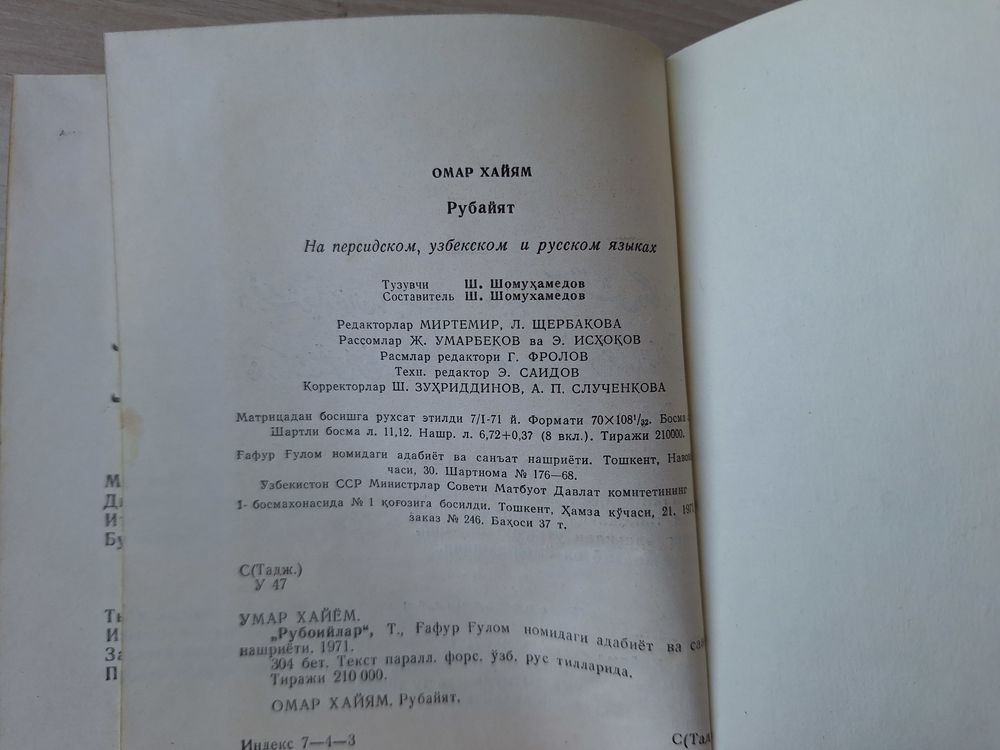 ОМАР ХАЙЯМ
Рубайят
На персидском, узбекском и русском языках
Тузувчи Ш. Шомуҳамедов
Составитель Ш. Шомухамедов
Редакторлар МИРТЕМИР, Л. ЩЕРБАКОВА
Рассомлар Ж. УМАРБЕКОВ ва Э. ИСҲОҚОВ
Расмлар редактори Г. ФРОЛОВ
Техн. редактор Э. САИДОВ
Корректорлар Ш. ЗУҲРИДДИНОВ, А. П. СЛУЧЕНКОВА
Матрицадан босишга рухсат этилди 7/I-71 й. Формати 70×108¹/₃₂. Босма
Шартли босма л. 11,12. Нашр. л. 6,72+0,37 (8 вкл.). Тиражи 210000.
Ғафур Ғулом номидаги адабиёт ва санъат нашриёти. Тошкент, Навои
часи, 30. Шартнома № 176—68.
Узбекистон ССР Министрлар Совети Матбуот Давлат комитетининг
1- босмахонасида № 1 қоғозига босилди. Тошкент, Ҳамза кўчаси, 21. 197
заказ № 246. Баҳоси 37 т.
С(Тадж.)
У 47
УМАР ХАЙЁМ.
„Рубоийлар“, Т., Ғафур Ғулом номидаги адабиёт ва сан
нашриёти. 1971.
304 бет. Текст паралл. форс. ўзб. рус тилларида.
Тиражи 210 000.
ОМАР ХАЙЯМ. Рубайят.
Индекс 7—4—3 С(Тад
М
Д
И
Бу
Ты
И
За
П